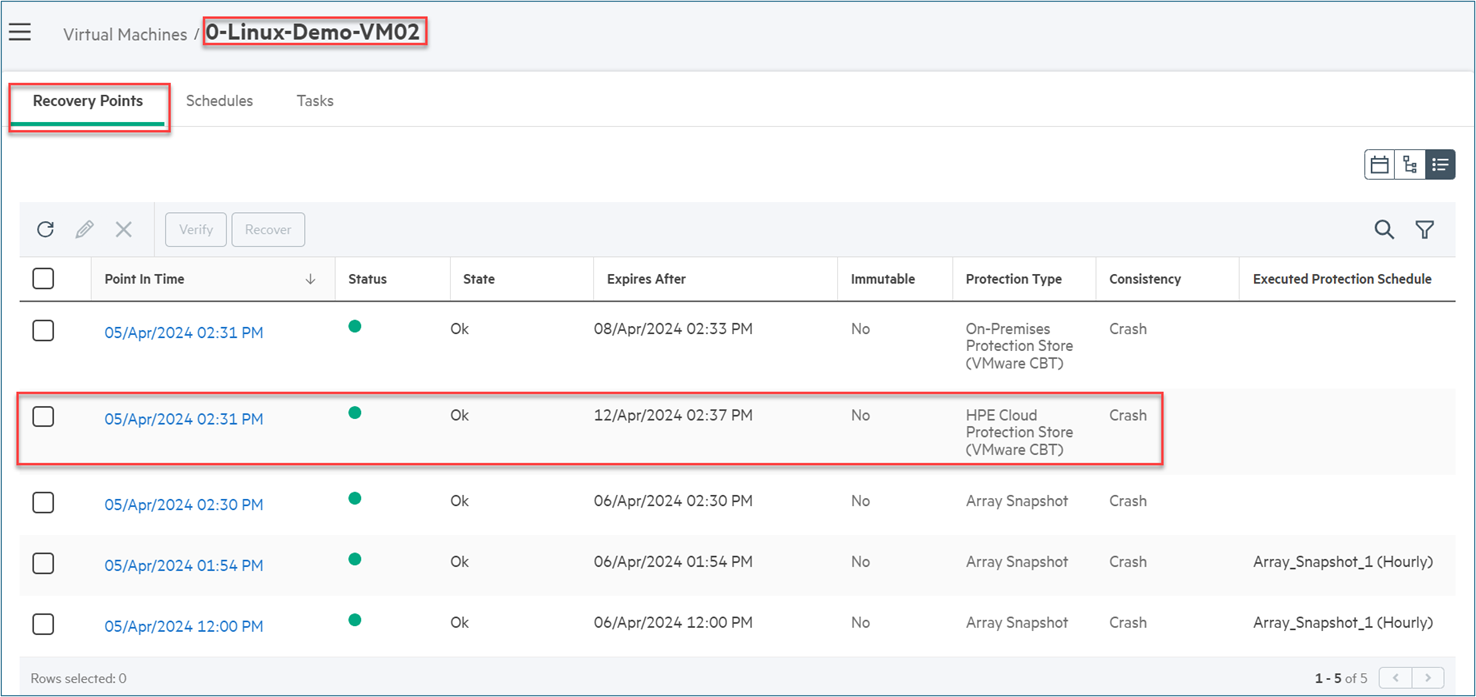 Virtual Machines / 0-Linux-Demo-VM02
Recovery Points Schedules Tasks
Verify Recover
Point In Time Status State Expires After Immutable Protection Type Consistency Executed Protection Schedule
05/Apr/2024 02:31 PM Ok 08/Apr/2024 02:33 PM No On-Premises Crash
Protection Store
(VMware CBT)
05/Apr/2024 02:31 PM Ok 12/Apr/2024 02:37 PM No HPE Cloud Crash
Protection Store
(VMware CBT)
05/Apr/2024 02:30 PM Ok 06/Apr/2024 02:30 PM No Array Snapshot Crash
05/Apr/2024 01:54 PM Ok 06/Apr/2024 01:54 PM No Array Snapshot Crash Array_Snapshot_1 (Hourly)
05/Apr/2024 12:00 PM Ok 06/Apr/2024 12:00 PM No Array Snapshot Crash Array_Snapshot_1 (Hourly)
Rows selected: 0 1 - 5 of 5